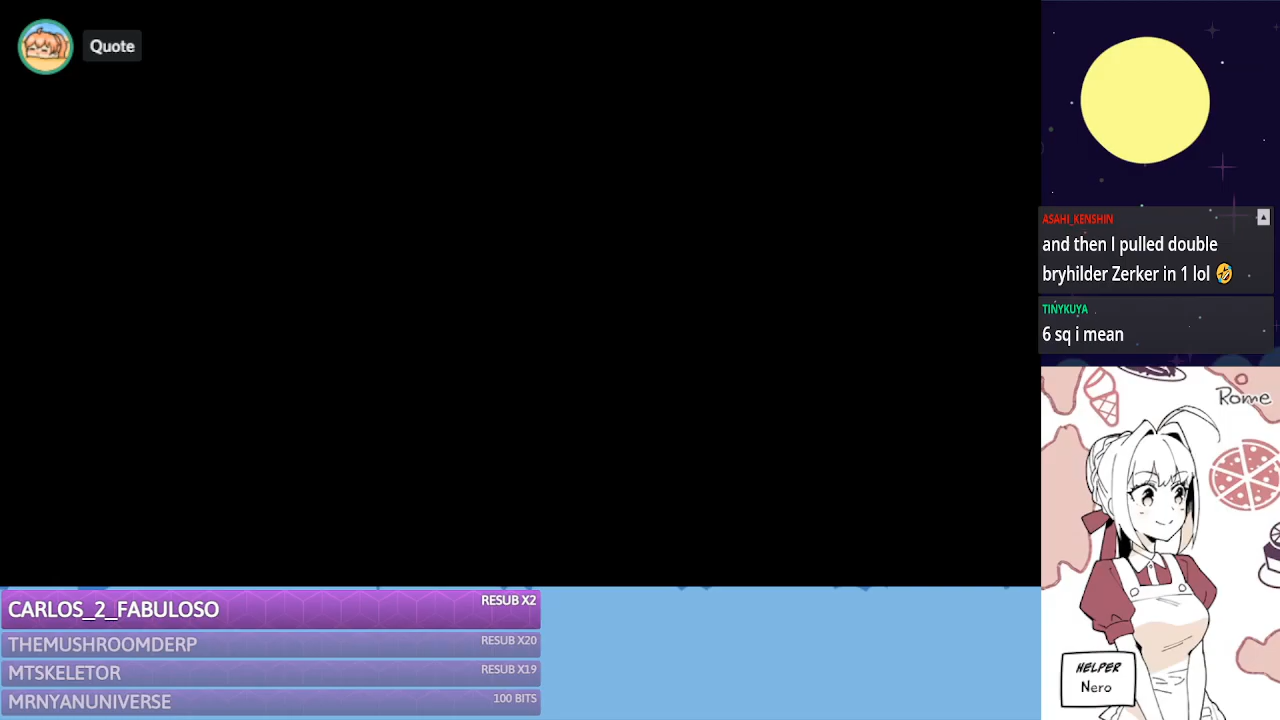 Quote
ASAHI_KENSHIN
and then I pulled double
bryhilder Zerker in 1 lol 🤣
TINYKUYA
6 sq i mean
Rome
HELPER
Nero
CARLOS_2_FABULOSO RESUB X2
THEMUSHROOMDERP RESUB X20
MTSKELETOR RESUB X19
MRNYANUNIVERSE 100 BITS